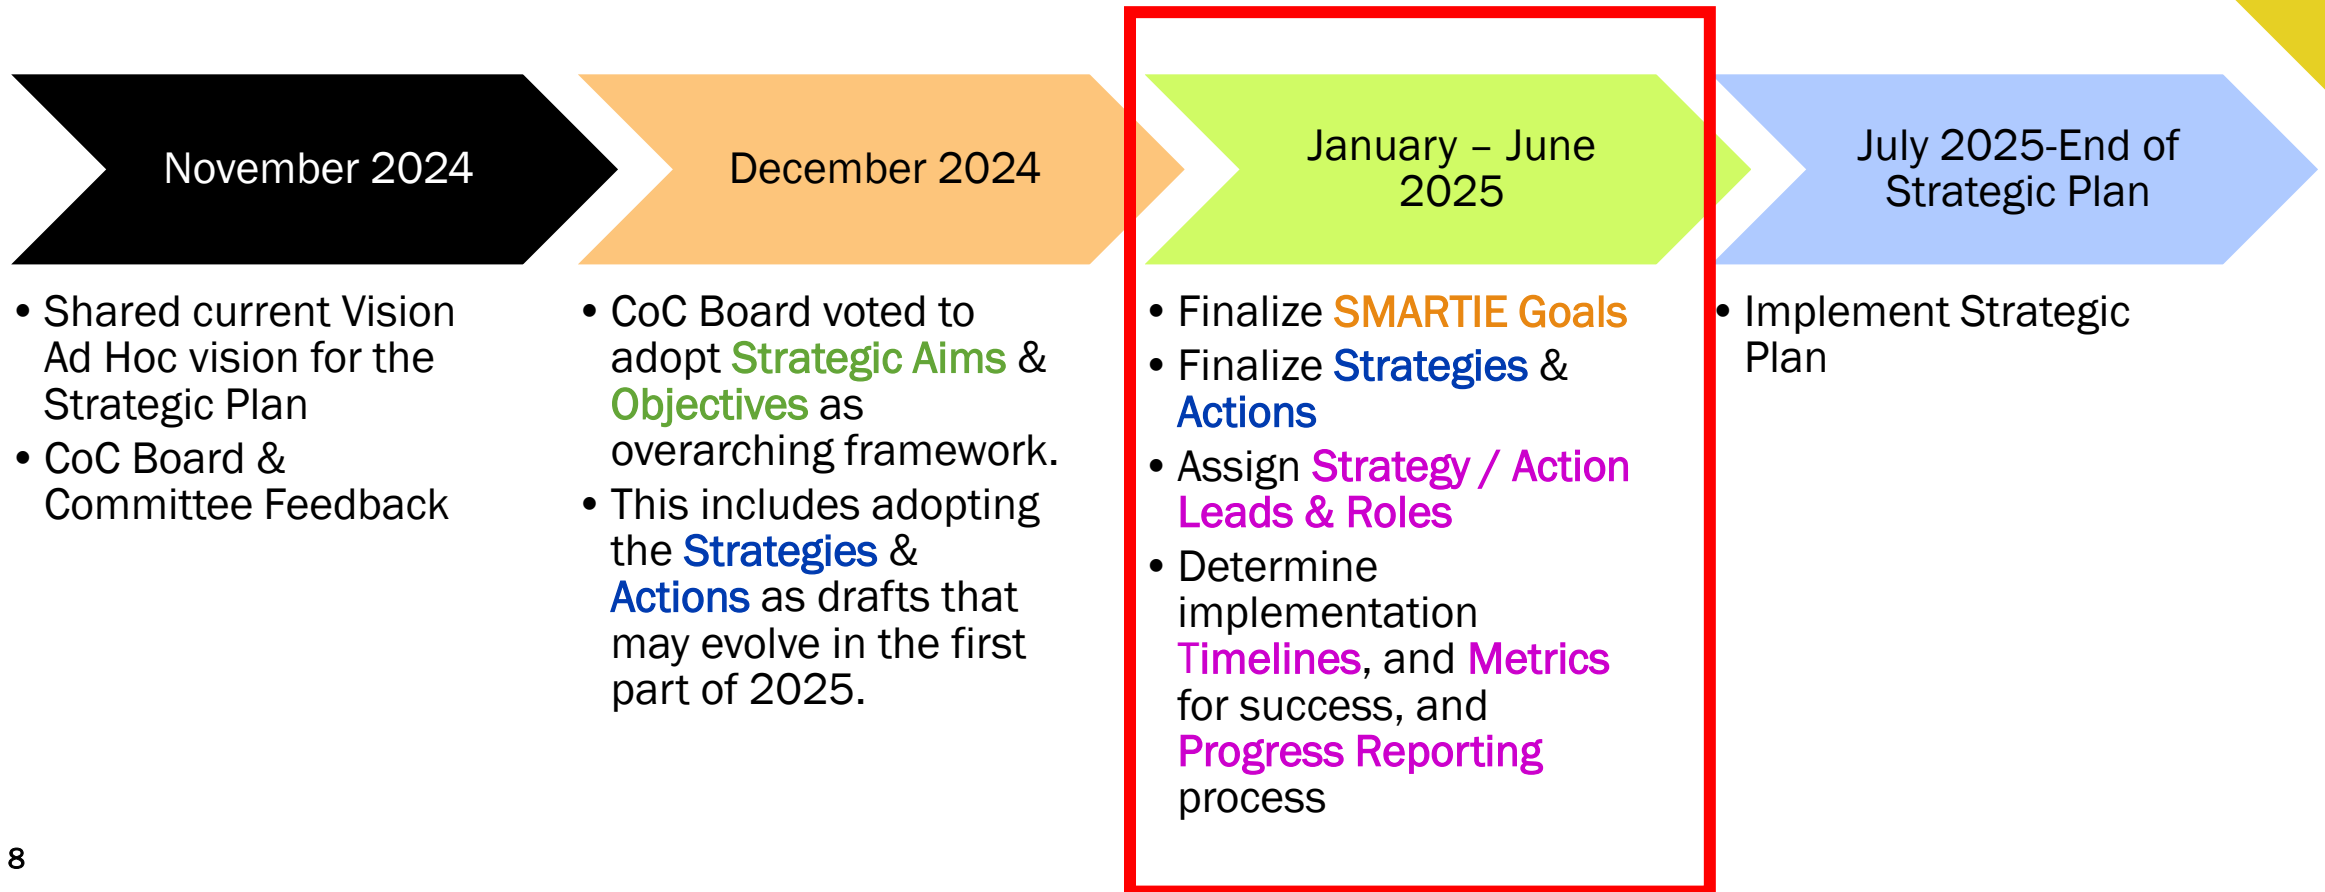 November 2024
• Shared current Vision
Ad Hoc vision for the
Strategic Plan
• CoC Board &
Committee Feedback
December 2024
• CoC Board voted to
adopt Strategic Aims &
Objectives as
overarching framework.
• This includes adopting
the Strategies &
Actions as drafts that
may evolve in the first
part of 2025.
January – June
2025
• Finalize SMARTIE Goals
• Finalize Strategies &
Actions
• Assign Strategy / Action
Leads & Roles
• Determine
implementation
Timelines, and Metrics
for success, and
Progress Reporting
process
July 2025-End of
Strategic Plan
• Implement Strategic
Plan
8